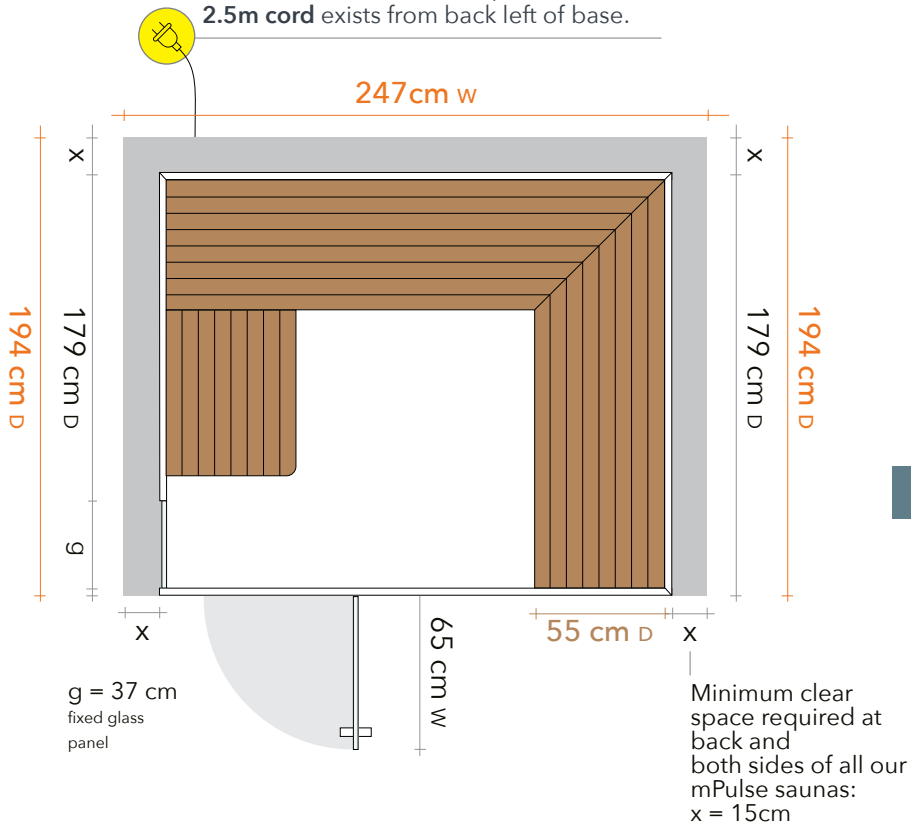 2.5m cord exists from back left of base.
247cm W
x
x
194 cm D
179 cm D
179 cm D
194 cm D
g
x
65 cm W
55 cm D
x
g = 37 cm
fixed glass
panel
Minimum clear
space required at
back and
both sides of all our
mPulse saunas:
x = 15cm